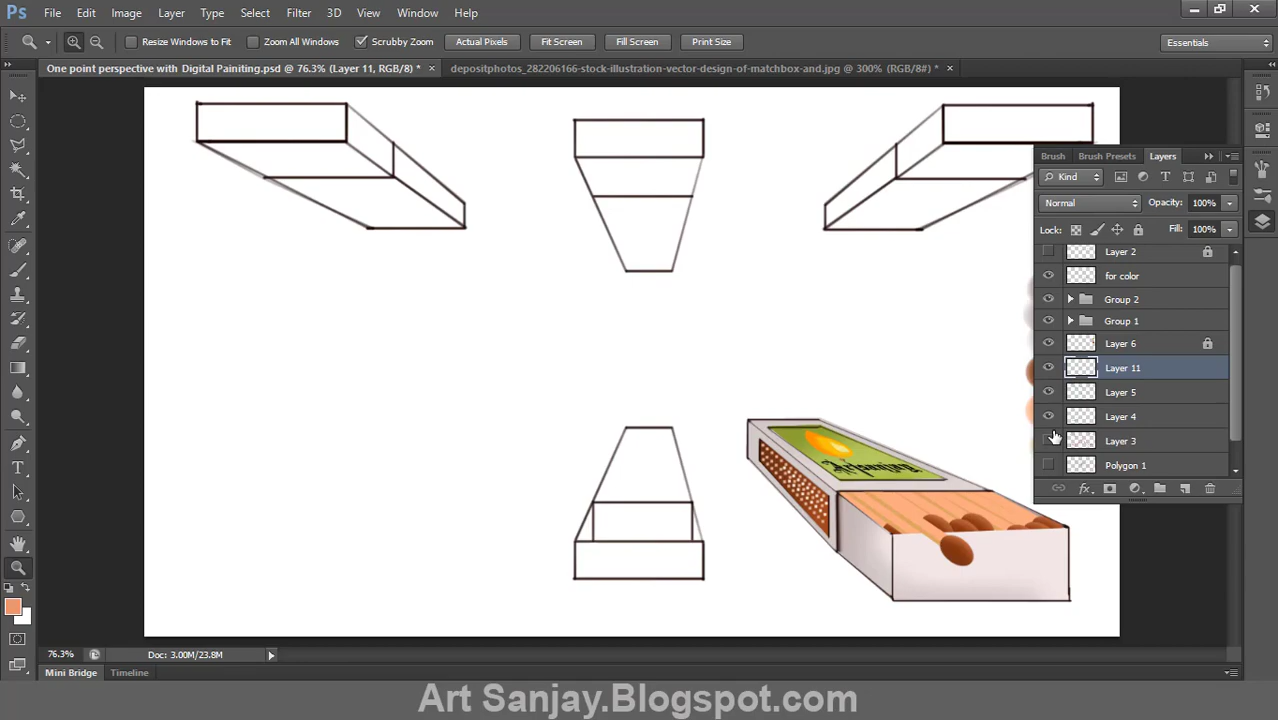 Ps File Edit Image Layer Type Select Filter 3D View Window Help
Resize Windows to Fit Zoom All Windows Scrubby Zoom Actual Pixels Fit Screen Fill Screen Print Size Essentials
One point perspective with Digital Painiting.psd @ 76.3% (Layer 11, RGB/8) * × depositphotos_282206166-stock-illustration-vector-design-of-matchbox-and.jpg @ 300% (RGB/8#) * ×
Brush Brush Presets Layers
Kind
Normal Opacity: 100%
Lock: Fill: 100%
Layer 2
for color
Group 2
Group 1
Layer 6
Layer 11
Layer 5
Layer 4
Layer 3
Polygon 1
fx
76.3% Doc: 3.00M/23.8M
Mini Bridge Timeline
Art Sanjay.Blogspot.com